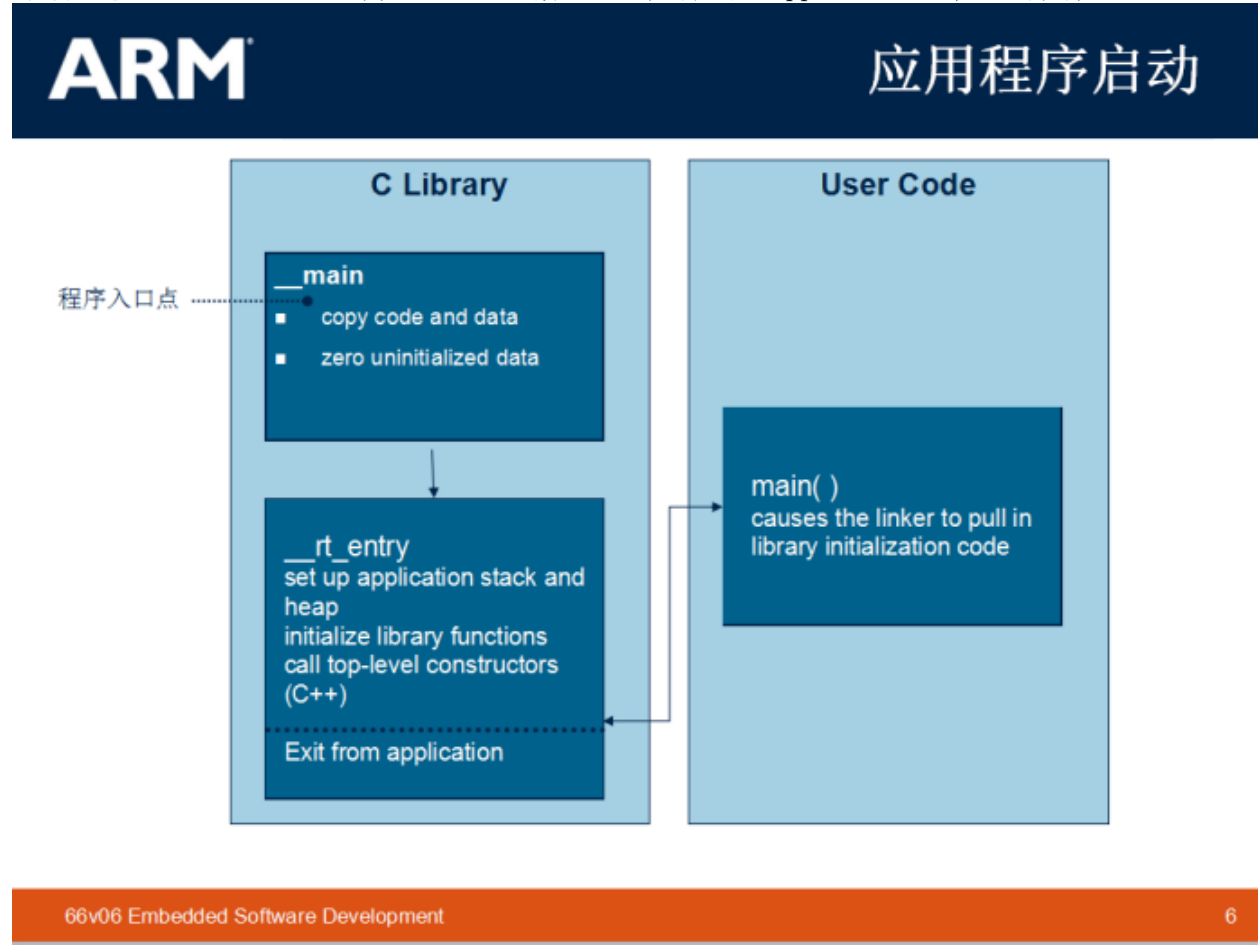 ARM
应用程序启动
C Library
User Code
__main
程序入口点
copy code and data
zero uninitialized data
main( )
causes the linker to pull in
library initialization code
__rt_entry
set up application stack and
heap
initialize library functions
call top-level constructors
(C++)
Exit from application
66v06 Embedded Software Development
6